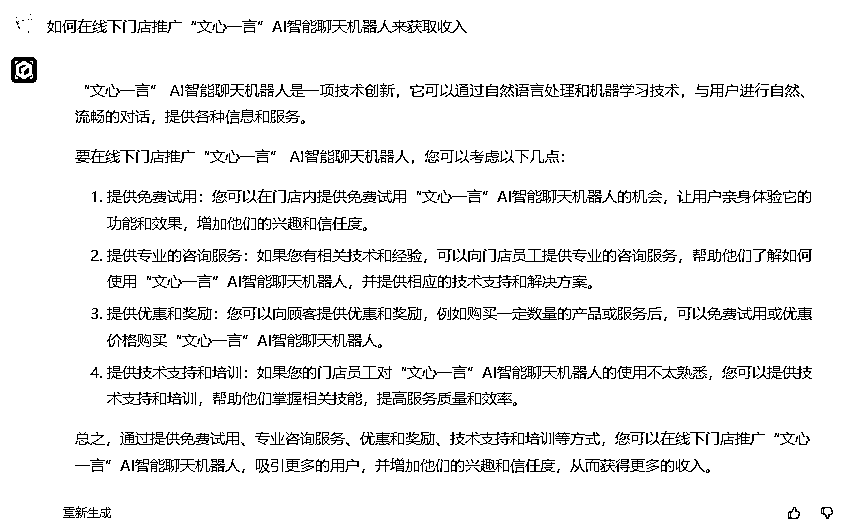 如何在线下门店推广“文心一言”AI智能聊天机器人来获取收入
“文心一言” AI智能聊天机器人是一项技术创新，它可以通过自然语言处理和机器学习技术，与用户进行自然、
流畅的对话，提供各种信息和服务。
要在线下门店推广“文心一言” AI智能聊天机器人，您可以考虑以下几点：
1. 提供免费试用：您可以在门店内提供免费试用“文心一言”AI智能聊天机器人的机会，让用户亲身体验它的
功能和效果，增加他们的兴趣和信任度。
2. 提供专业的咨询服务：如果您有相关技术和经验，可以向门店员工提供专业的咨询服务，帮助他们了解如何
使用“文心一言”AI智能聊天机器人，并提供相应的技术支持和解决方案。
3. 提供优惠和奖励：您可以向顾客提供优惠和奖励，例如购买一定数量的产品或服务后，可以免费试用或优惠
价格购买“文心一言”AI智能聊天机器人。
4. 提供技术支持和培训：如果您的门店员工对“文心一言”AI智能聊天机器人的使用不太熟悉，您可以提供技
术支持和培训，帮助他们掌握相关技能，提高服务质量和效率。
总之，通过提供免费试用、专业咨询服务、优惠和奖励、技术支持和培训等方式，您可以在线下门店推广“文心
一言”AI智能聊天机器人，吸引更多的用户，并增加他们的兴趣和信任度，从而获得更多的收入。
重新生成